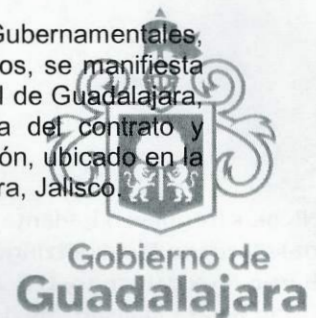 Gubernamentales,
os, se manifiesta
l de Guadalajara,
a del contrato y
ón, ubicado en la
ra, Jalisco.
Gobierno de
Guadalajara